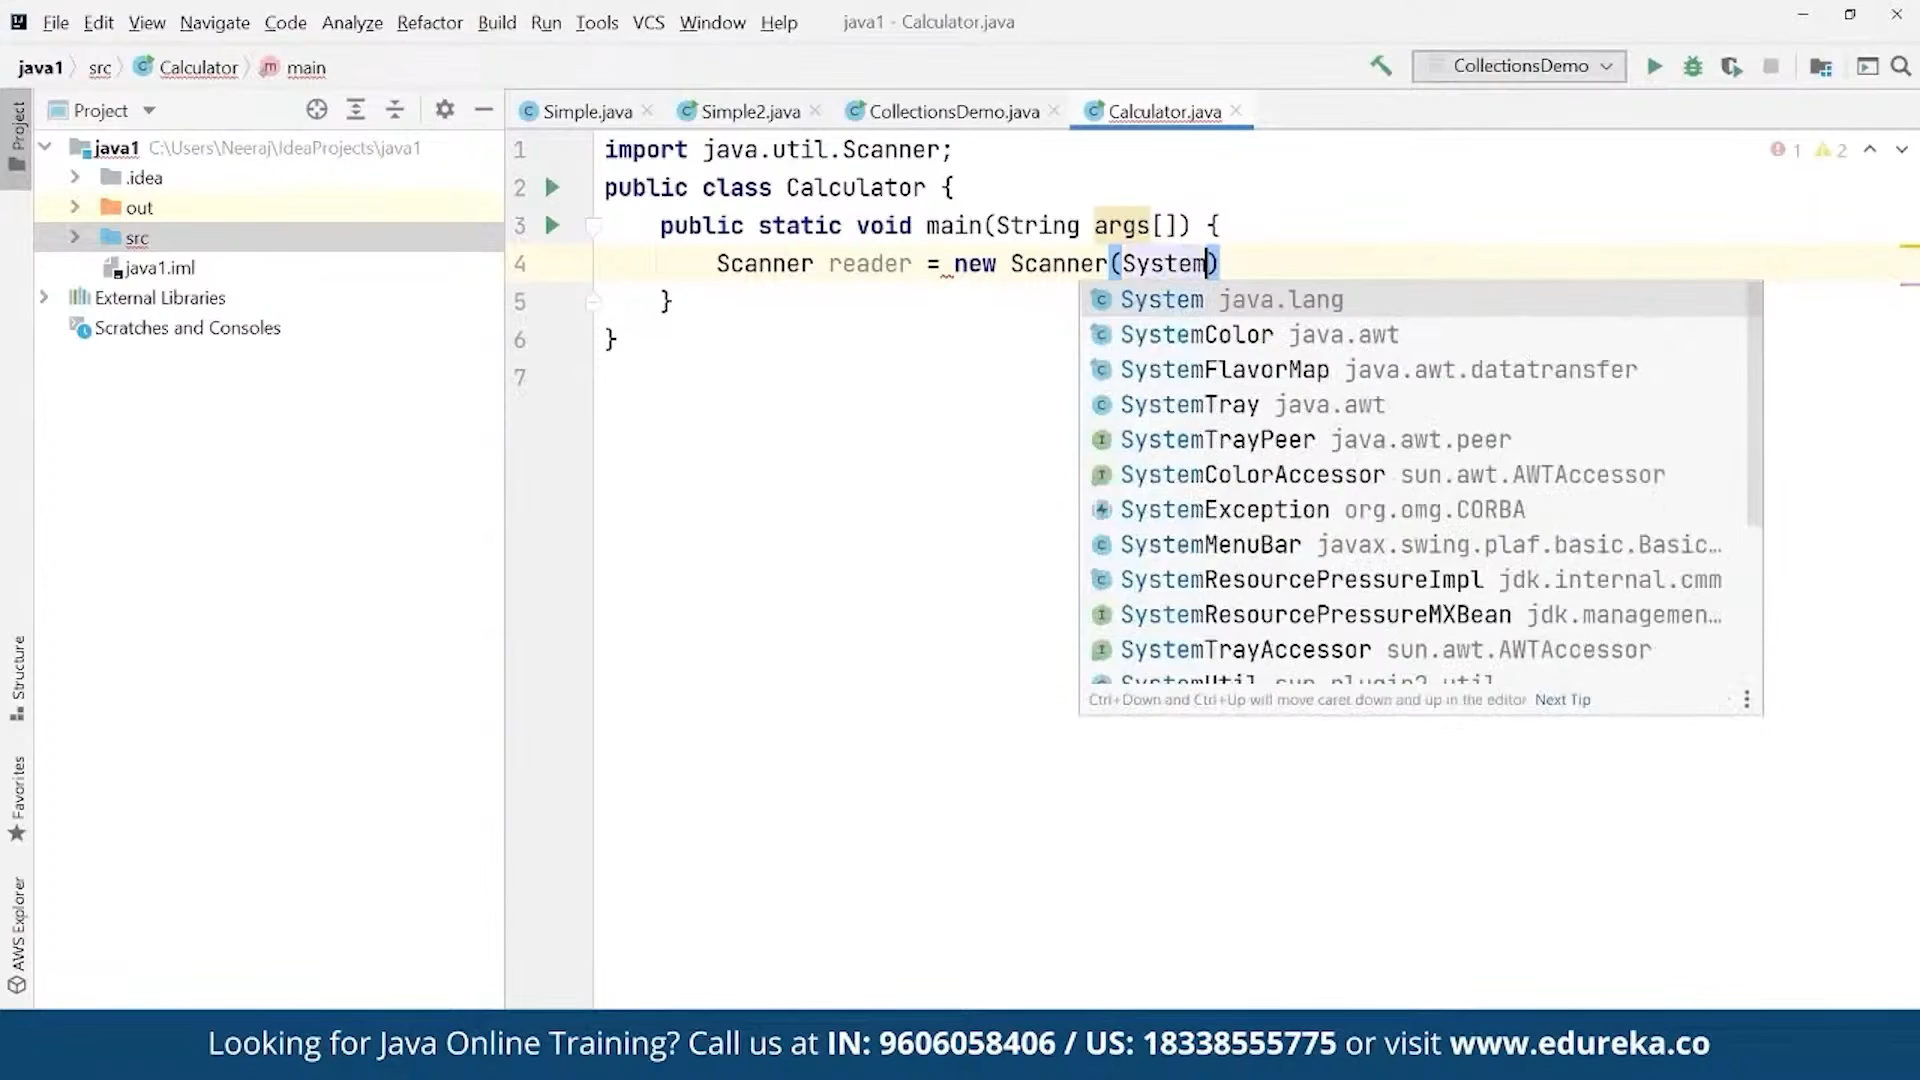 File Edit View Navigate Code Analyze Refactor Build Run Tools VCS Window Help java1 - Calculator.java
java1 src Calculator main CollectionsDemo
Project
Project
Simple.java Simple2.java CollectionsDemo.java Calculator.java
java1 C:\Users\Neeraj\IdeaProjects\java1
.idea
out
src
java1.iml
External Libraries
Scratches and Consoles
Structure
Favorites
AWS Explorer
1 import java.util.Scanner;
2 public class Calculator {
3 public static void main(String args[]) {
4 Scanner reader = new Scanner(System)
5 }
6 }
7
1 2
System java.lang
SystemColor java.awt
SystemFlavorMap java.awt.datatransfer
SystemTray java.awt
SystemTrayPeer java.awt.peer
SystemColorAccessor sun.awt.AWTAccessor
SystemException org.omg.CORBA
SystemMenuBar javax.swing.plaf.basic.Basic…
SystemResourcePressureImpl jdk.internal.cmm
SystemResourcePressureMXBean jdk.managemen…
SystemTrayAccessor sun.awt.AWTAccessor
SystemUtil sun.plugin2.util
Ctrl+Down and Ctrl+Up will move caret down and up in the editor Next Tip
Looking for Java Online Training? Call us at IN: 9606058406 / US: 18338555775 or visit www.edureka.co